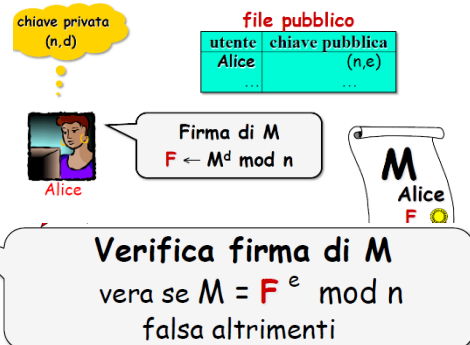 chiave privata
(n,d)
file pubblico
utente chiave pubblica
Alice (n,e)
... ...
Firma di M
F ← Mᵈ mod n
Alice
M
Alice
F
Verifica firma di M
vera se M = F ᵉ mod n
falsa altrimenti